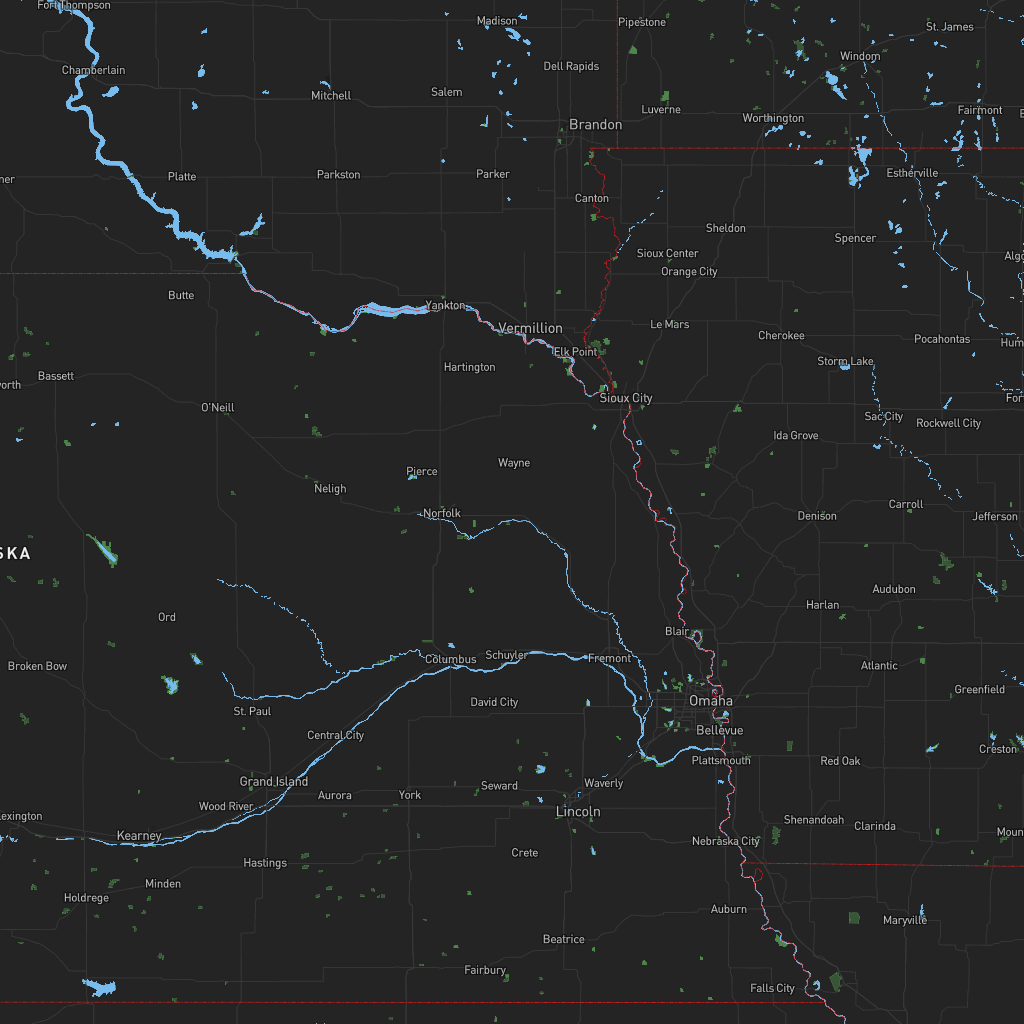 Fort Thompson
Madison
Pipestone
St. James
Windom
Dell Rapids
Chamberlain
Mitchell
Salem
Luverne
Fairmont
Worthington
Brandon
Platte
Parkston
Parker
Estherville
Canton
Sheldon
Spencer
Sioux Center
Orange City
Butte
Yankton
Vermillion
Le Mars
Cherokee
Pocahontas
Elk Point
Storm Lake
Hartington
Bassett
Sioux City
O'Neill
Sac City
Rockwell City
Ida Grove
Wayne
Pierce
Neligh
Norfolk
Carroll
Denison
Jefferson
SKA
Audubon
Harlan
Ord
Blair
Broken Bow
Columbus
Schuyler
Fremont
Atlantic
Greenfield
David City
Omaha
St. Paul
Bellevue
Central City
Creston
Plattsmouth
Red Oak
Grand Island
Seward
Waverly
Aurora
York
Wood River
Lincoln
exington
Shenandoah
Clarinda
Kearney
Moun
Nebraska City
Crete
Hastings
Minden
Holdrege
Auburn
Maryville
Beatrice
Fairbury
Falls City